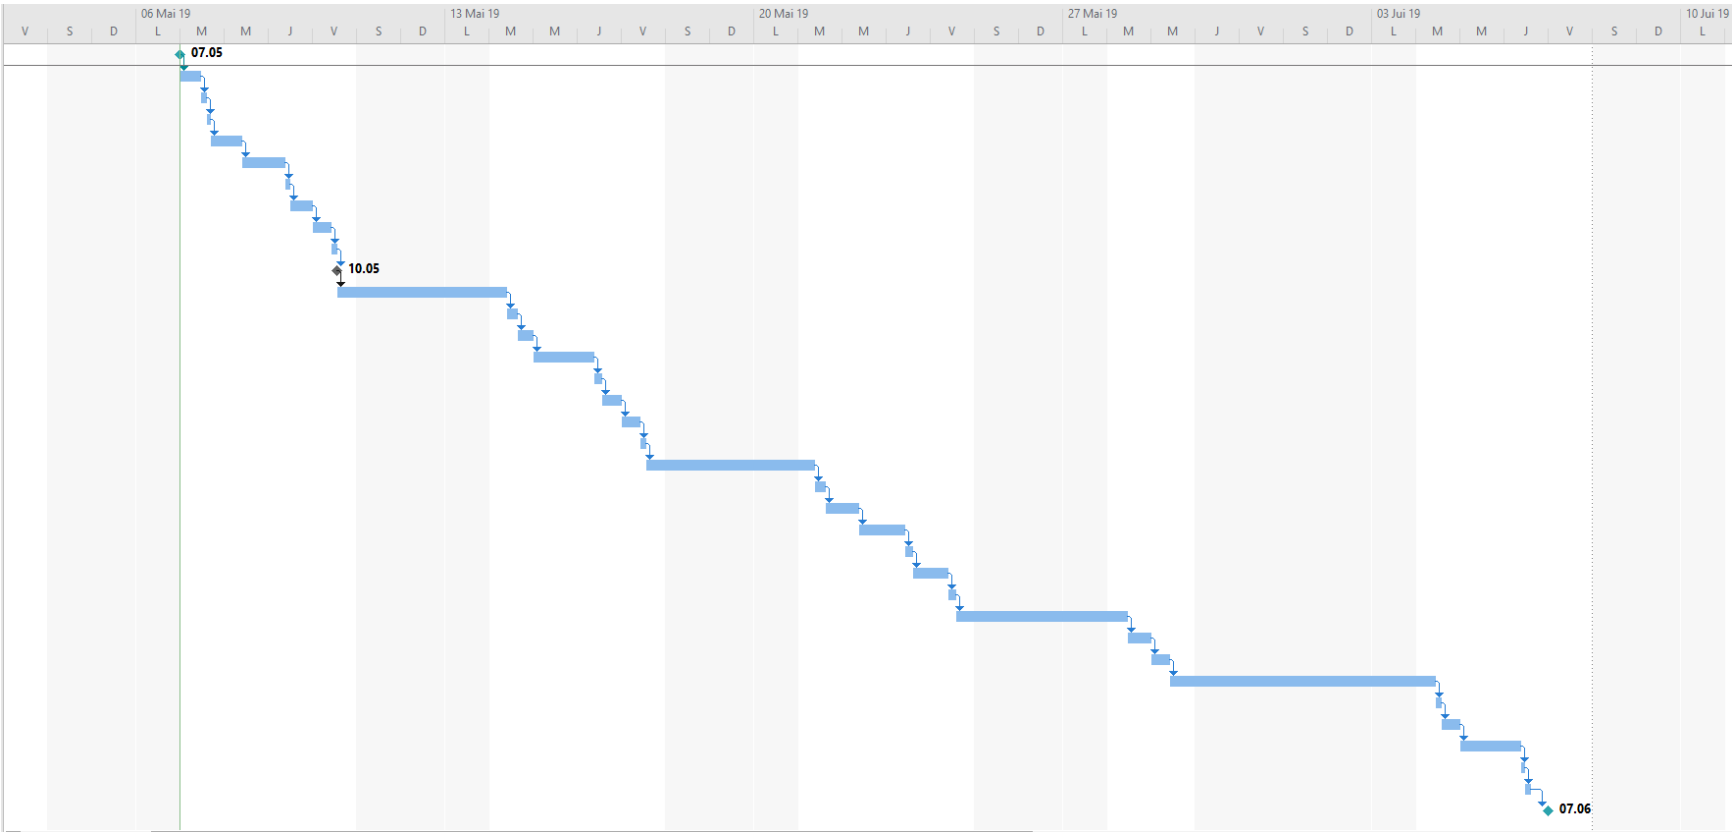 06 Mai 19 13 Mai 19 20 Mai 19 27 Mai 19 03 Jui 19 10 Jui 19
V S D L M M J V S D L M M J V S D L M M J V S D L M M J V S D L M M J V S D L
07.05
10.05
07.06